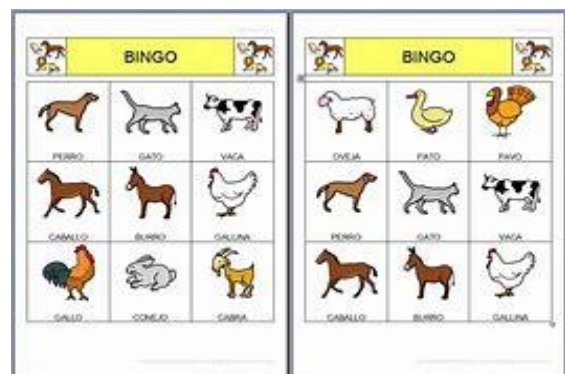 BINGO
PERRO GATO VACA
CABALLO BURRO GALLINA
GALLO CONEJO CABRA
BINGO
OVEJA PATO PAVO
PERRO GATO VACA
CABALLO BURRO GALLINA